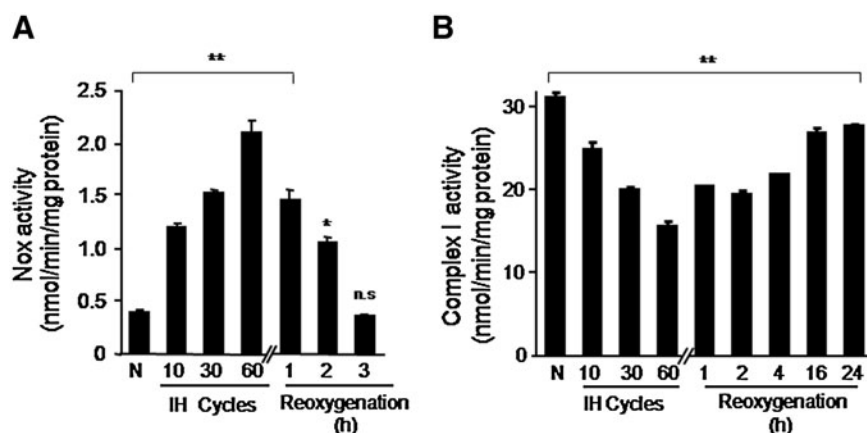 A
**
2.5
2.0
1.5
1.0
0.5
0
Nox activity
(nmol/min/mg protein)
*
n.s
N 10 30 60 1 2 3
IH Cycles Reoxygenation
(h)
B
**
30
20
10
0
Complex I activity
(nmol/min/mg protein)
N 10 30 60 1 2 4 16 24
IH Cycles Reoxygenation
(h)